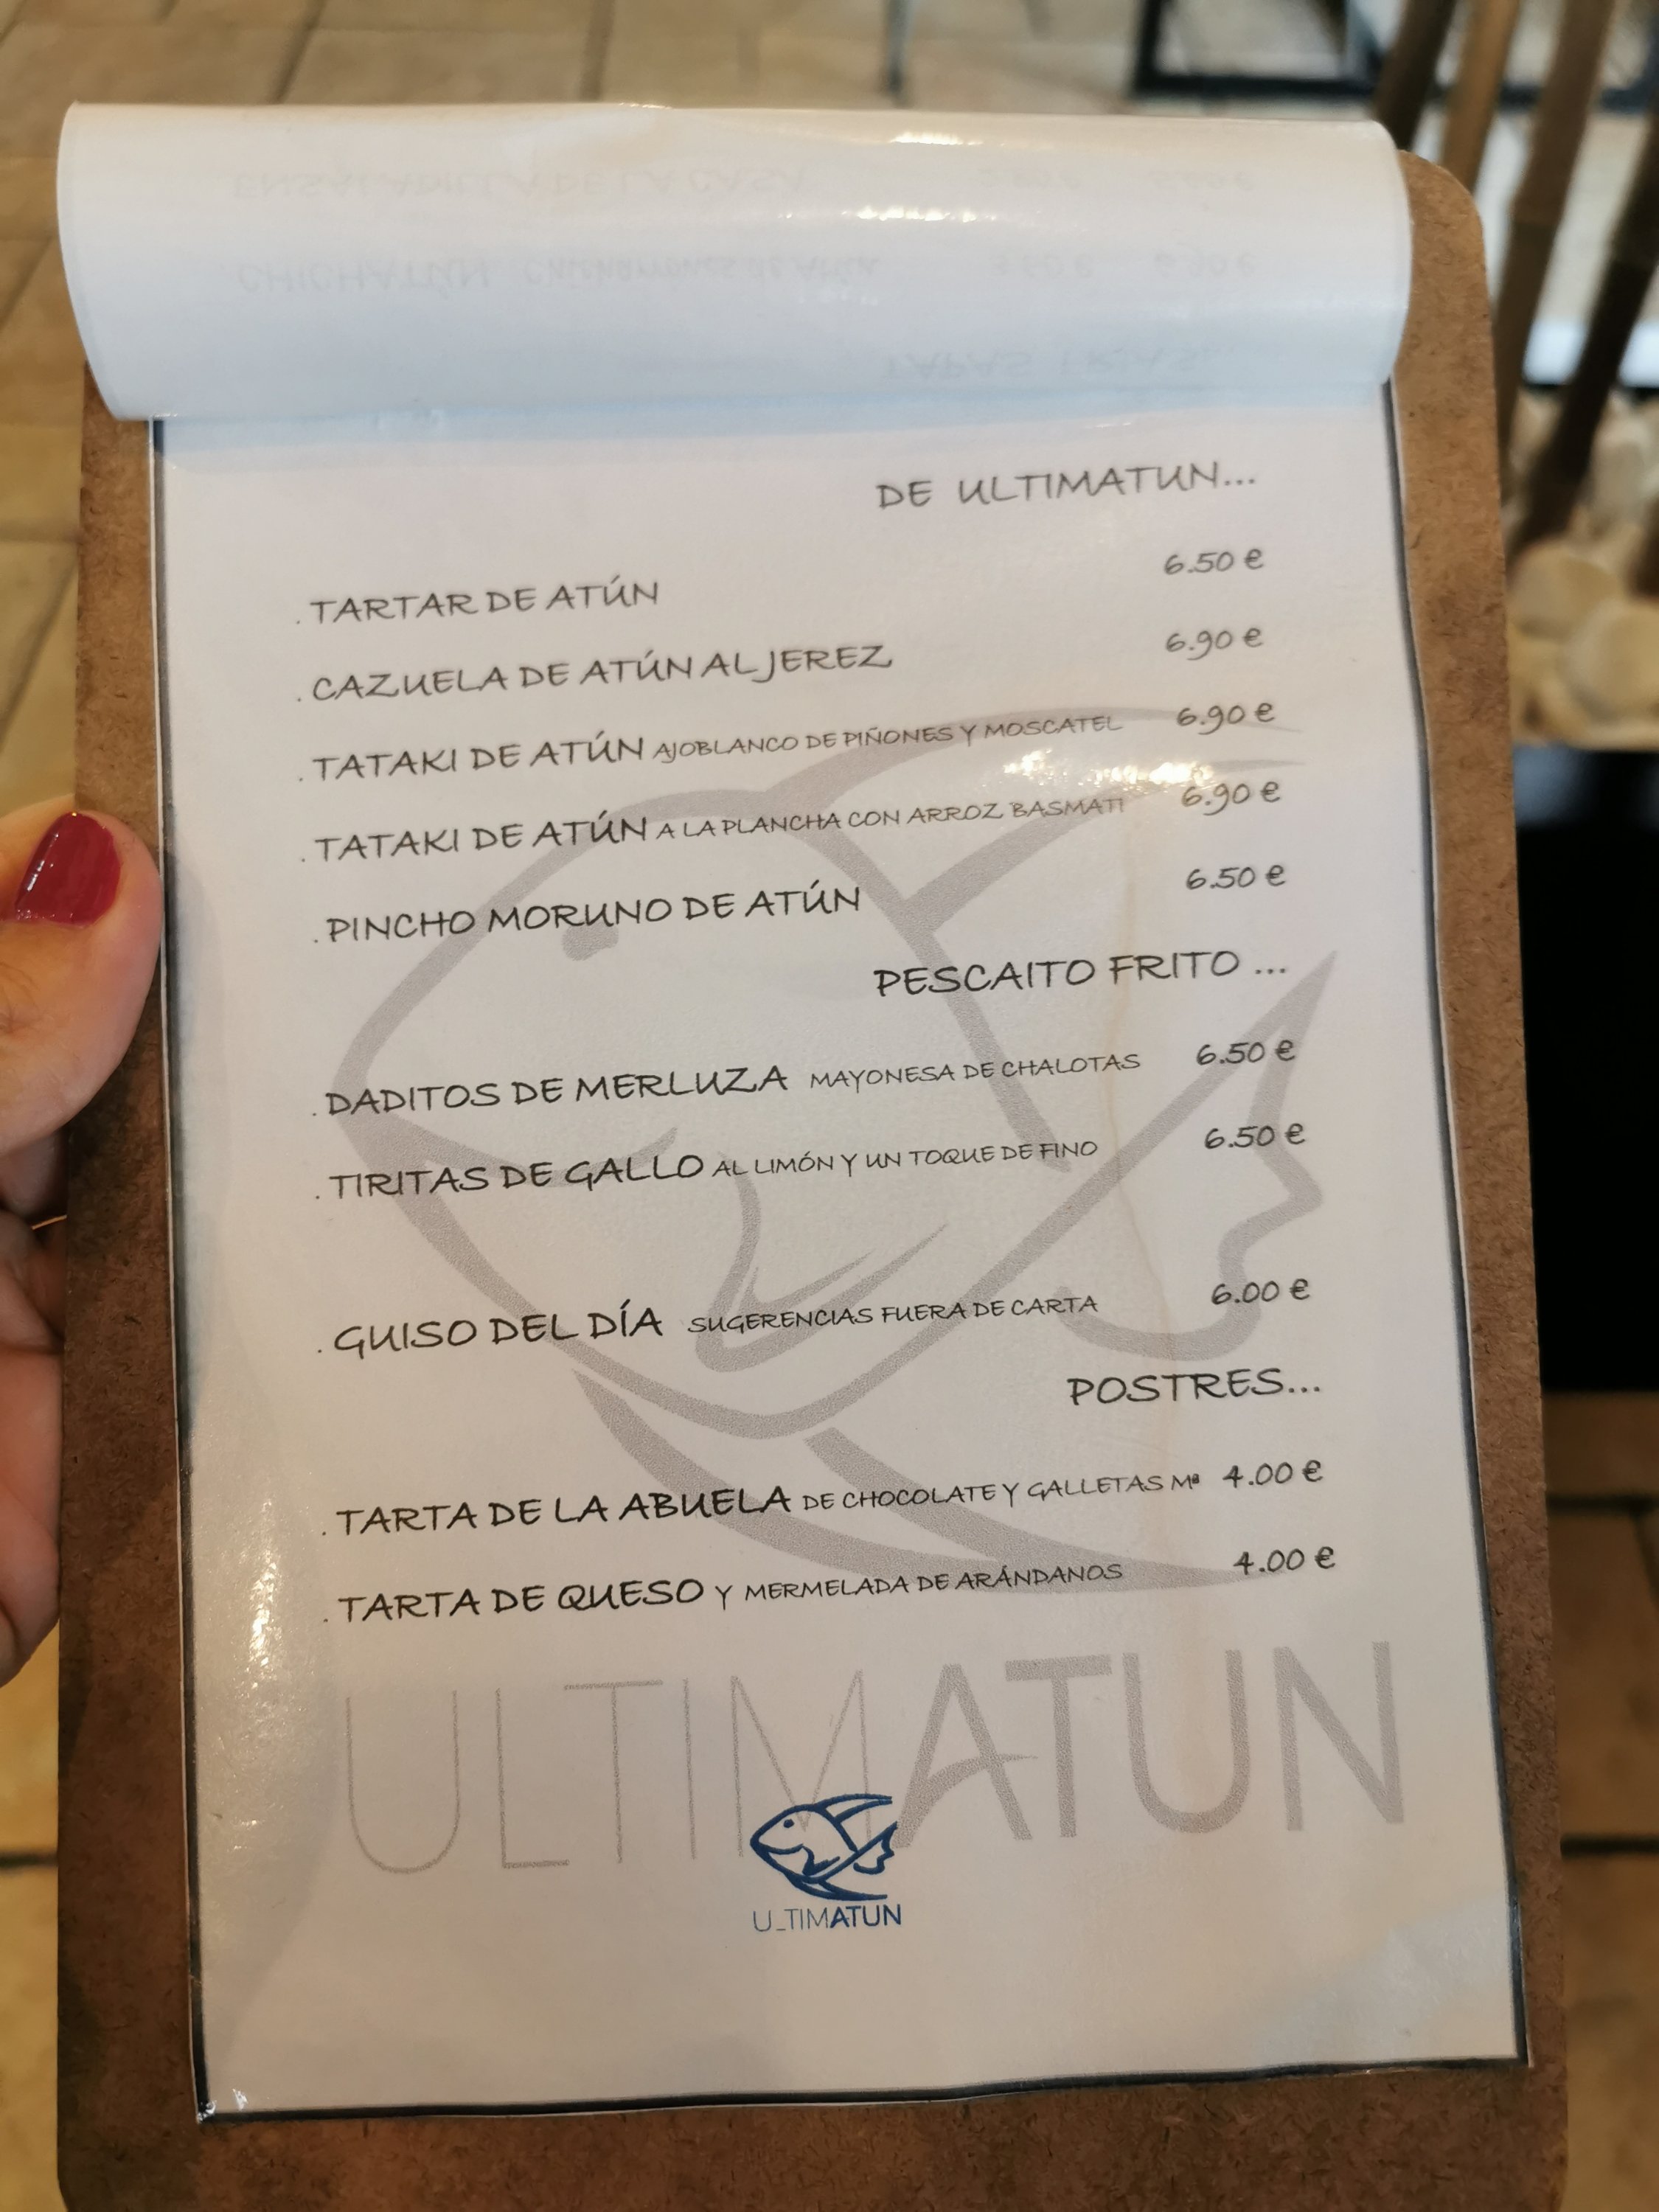 DE ULTIMATUN...
. TARTAR DE ATÚN 6.50 €
. CAZUELA DE ATÚN AL JEREZ 6.90 €
. TATAKI DE ATÚN AJOBLANCO DE PIÑONES Y MOSCATEL 6.90 €
. TATAKI DE ATÚN A LA PLANCHA CON ARROZ BASMATI 6.90 €
. PINCHO MORUNO DE ATÚN 6.50 €
PESCAITO FRITO ...
. DADITOS DE MERLUZA MAYONESA DE CHALOTAS 6.50 €
. TIRITAS DE GALLO AL LIMÓN Y UN TOQUE DE FINO 6.50 €
. GUISO DEL DÍA SUGERENCIAS FUERA DE CARTA 6.00 €
POSTRES...
. TARTA DE LA ABUELA DE CHOCOLATE Y GALLETAS Mª 4.00 €
. TARTA DE QUESO Y MERMELADA DE ARÁNDANOS 4.00 €
ULTIMATUN
ULTIMATUN